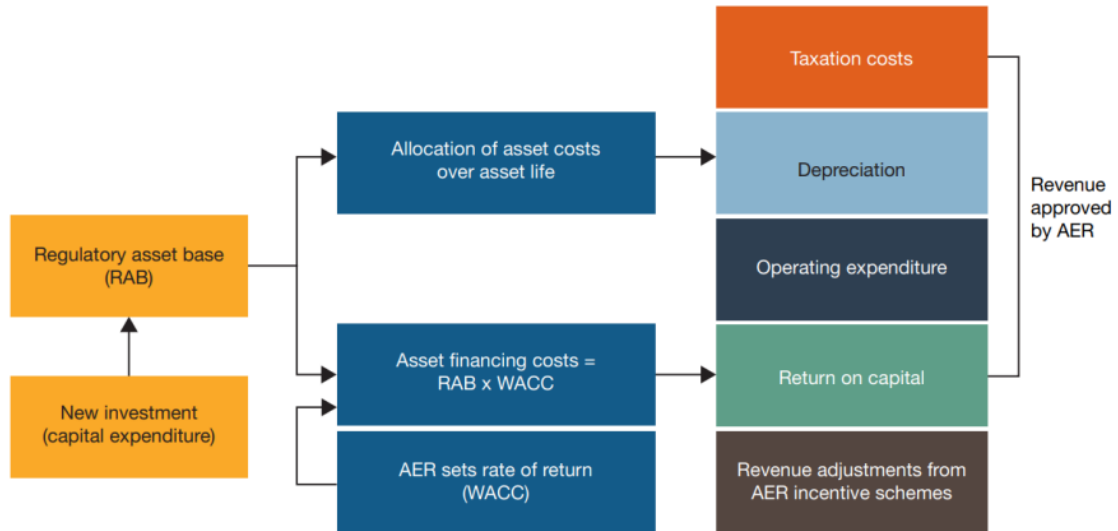 Taxation costs
Allocation of asset costs
over asset life
Depreciation
Revenue
approved
by AER
Regulatory asset base
(RAB)
Operating expenditure
Asset financing costs =
RAB x WACC
Return on capital
New investment
(capital expenditure)
AER sets rate of return
(WACC)
Revenue adjustments from
AER incentive schemes